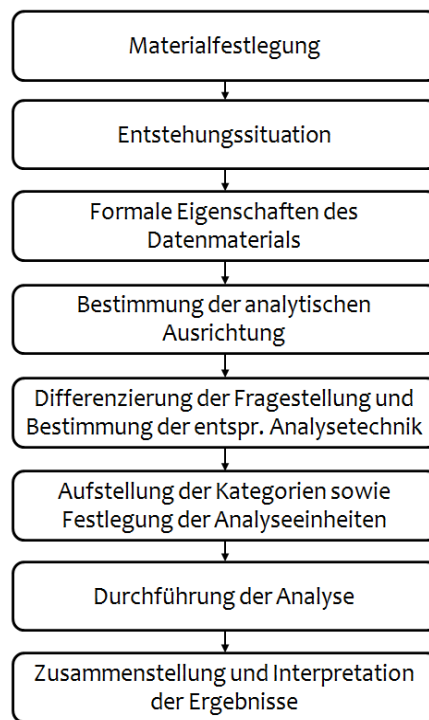 Materialfestlegung
Entstehungssituation
Formale Eigenschaften des
Datenmaterials
Bestimmung der analytischen
Ausrichtung
Differenzierung der Fragestellung und
Bestimmung der entspr. Analysetechnik
Aufstellung der Kategorien sowie
Festlegung der Analyseeinheiten
Durchführung der Analyse
Zusammenstellung und Interpretation
der Ergebnisse